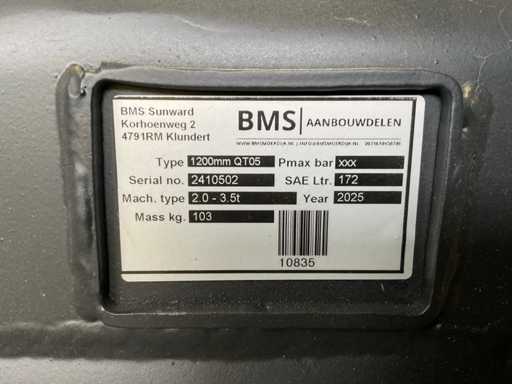 BMS Sunward
Korhoenweg 2
4791RM Klundert
BMS | AANBOUWDELEN
Type 1200mm QT05 Pmax bar xxx
Serial no. 2410502 SAE Ltr. 172
Mach. type 2.0 - 3.5t Year 2025
Mass kg. 103
10835